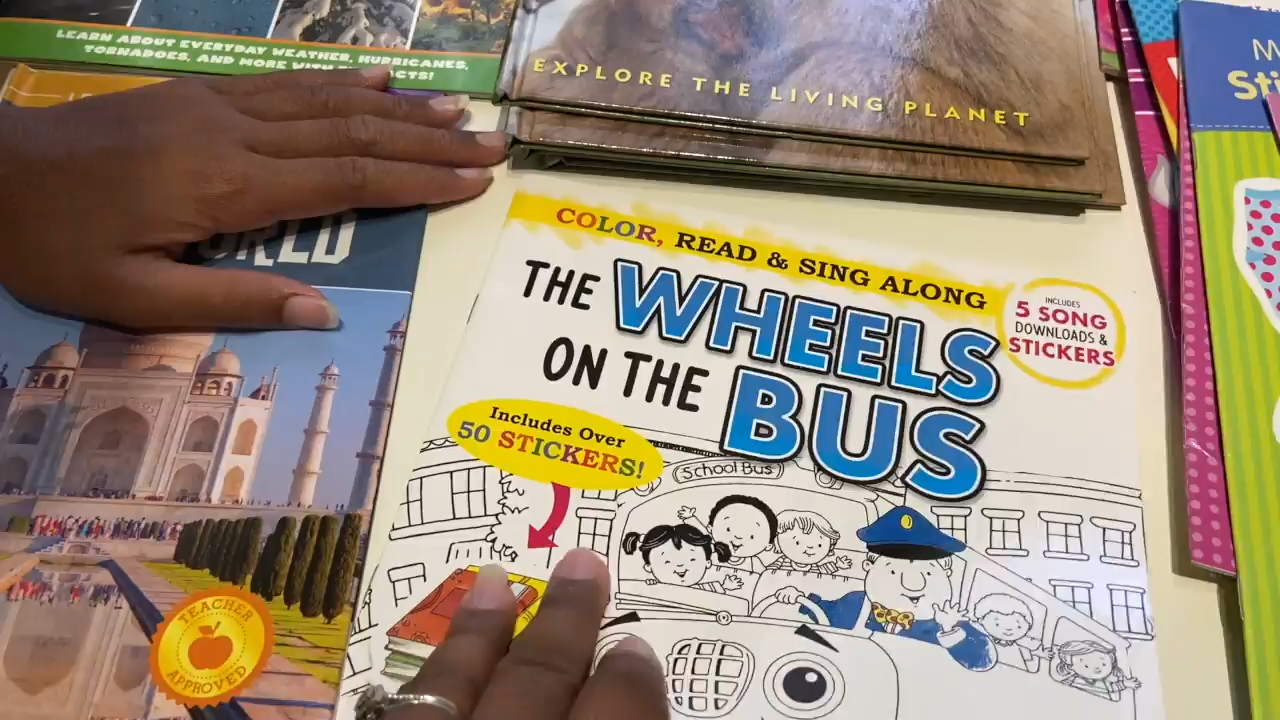 LEARN ABOUT EVERYDAY WEATHER, HURRICANES,
TORNADOES, AND MORE WITH
EXPLORE THE LIVING PLANET
COLOR, READ & SING ALONG
THE WHEELS
ON THE BUS
INCLUDES
5 SONG
DOWNLOADS &
STICKERS
Includes Over
50 STICKERS!
School Bus
TEACHER
APPROVED